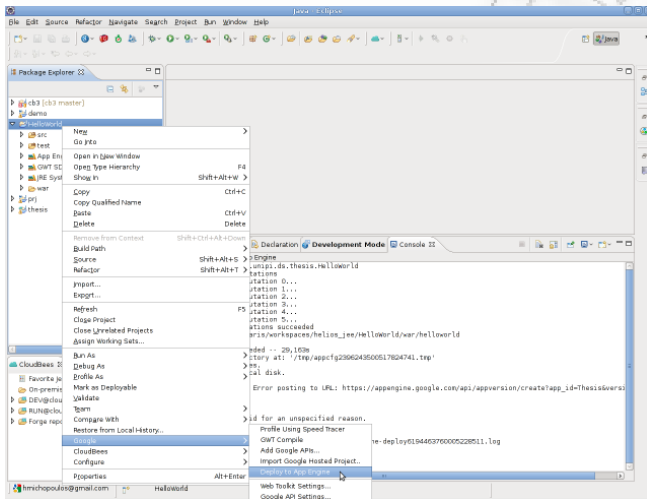 Java - Eclipse
File Edit Source Refactor Navigate Search Project Run Window Help
Java
Package Explorer
cb3 [cb3 master]
demo
HelloWorld
src
test
App En
GWT SD
JRE Syst
war
prj
thesis
New
Go Into
Open in New Window
Open Type Hierarchy F4
Show In Shift+Alt+W
Copy Ctrl+C
Copy Qualified Name
Paste Ctrl+V
Delete Delete
Remove from Context Shift+Ctrl+Alt+Down
Build Path
Source Shift+Alt+S
Refactor Shift+Alt+T
Import...
Export...
Refresh F5
Close Project
Close Unrelated Projects
Assign Working Sets...
Run As
Debug As
Profile As
Mark as Deployable
Validate
Team
Compare With
Restore from Local History...
Google
CloudBees
Configure
Properties Alt+Enter
Profile Using Speed Tracer
GWT Compile
Add Google APIs...
Import Google Hosted Project...
Deploy to App Engine
Web Toolkit Settings...
Google API Settings...
Declaration Development Mode Console
Engine
.unipi.ds.thesis.HelloWorld
tations
utation 0...
utation 1...
utation 2...
utation 3...
utation 4...
utation 5...
ations succeeded
aris/workspaces/helios_jee/HelloWorld/war/helloworld
eeded -- 29,163s
ctory at: '/tmp/appcfg2396243500517824741.tmp'
es.
cal disk.
Error posting to URL: https://appengine.google.com/api/appversion/create?app_id=Thesis&versi
id for an unspecified reason.
ne-deploy6194463760005228511.log
CloudBees
Favorite Je
On-premis
DEV@clou
RUN@clou
Forge repo
hmichopoulos@gmail.com HelloWorld